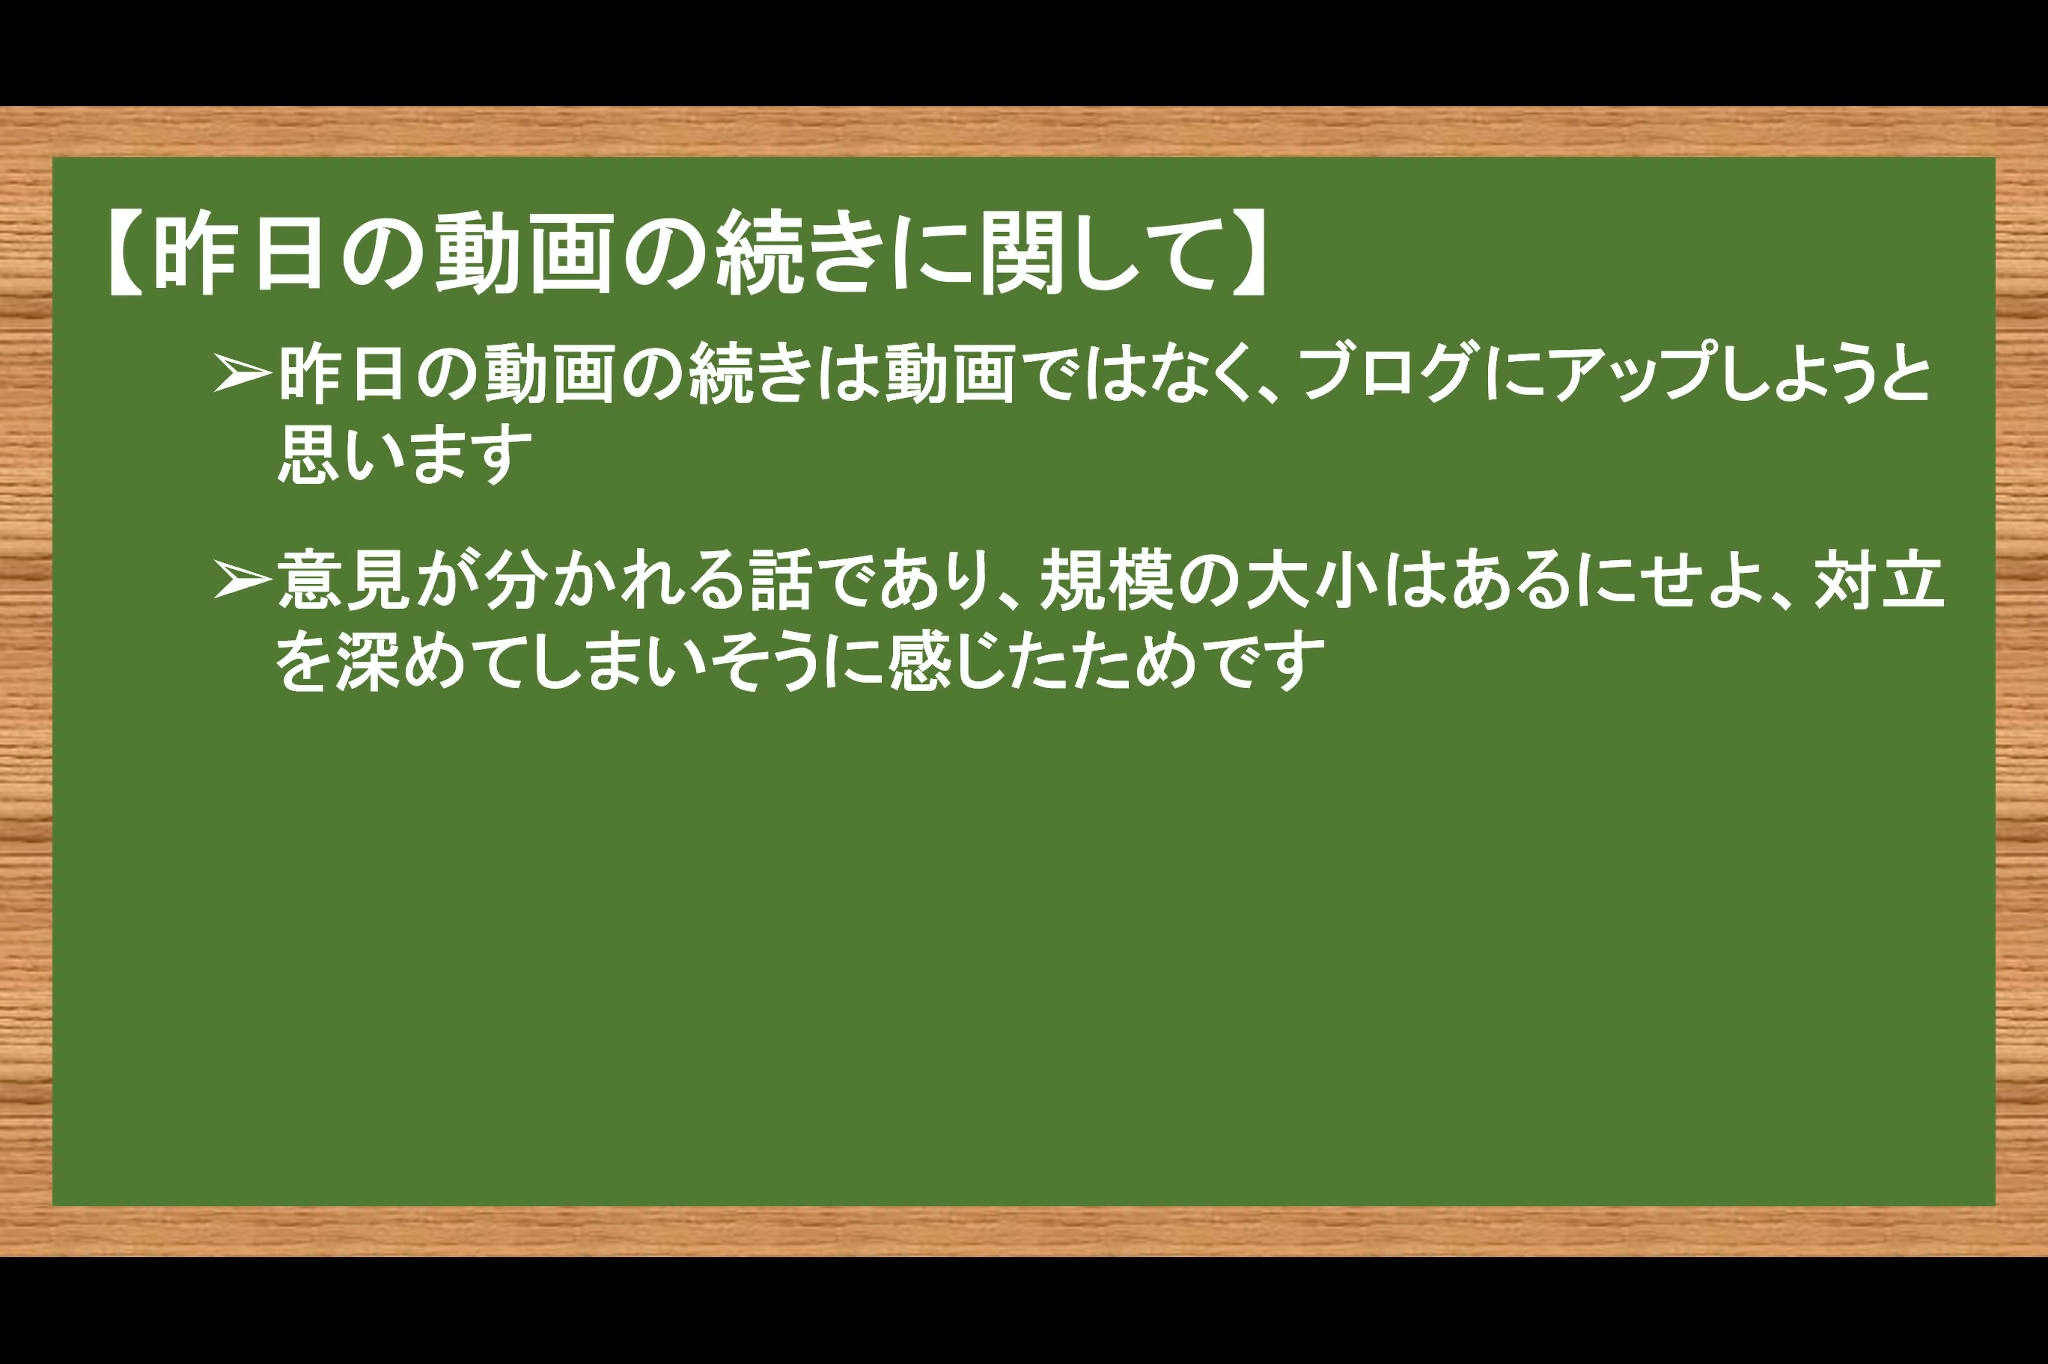 【昨日の動画の続きに関して】
➢昨日の動画の続きは動画ではなく、ブログにアップしようと
思います
➢意見が分かれる話であり、規模の大小はあるにせよ、対立
を深めてしまいそうに感じたためです